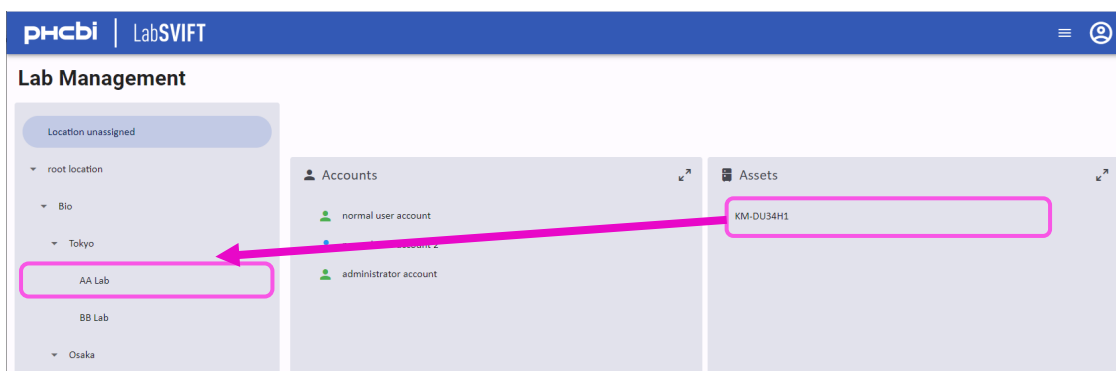 PHCbi LabSVIFT
Lab Management
Location unassigned
root location
Bio
Tokyo
AA Lab
BB Lab
Osaka
Accounts
normal user account
account 2
administrator account
Assets
KM-DU34H1